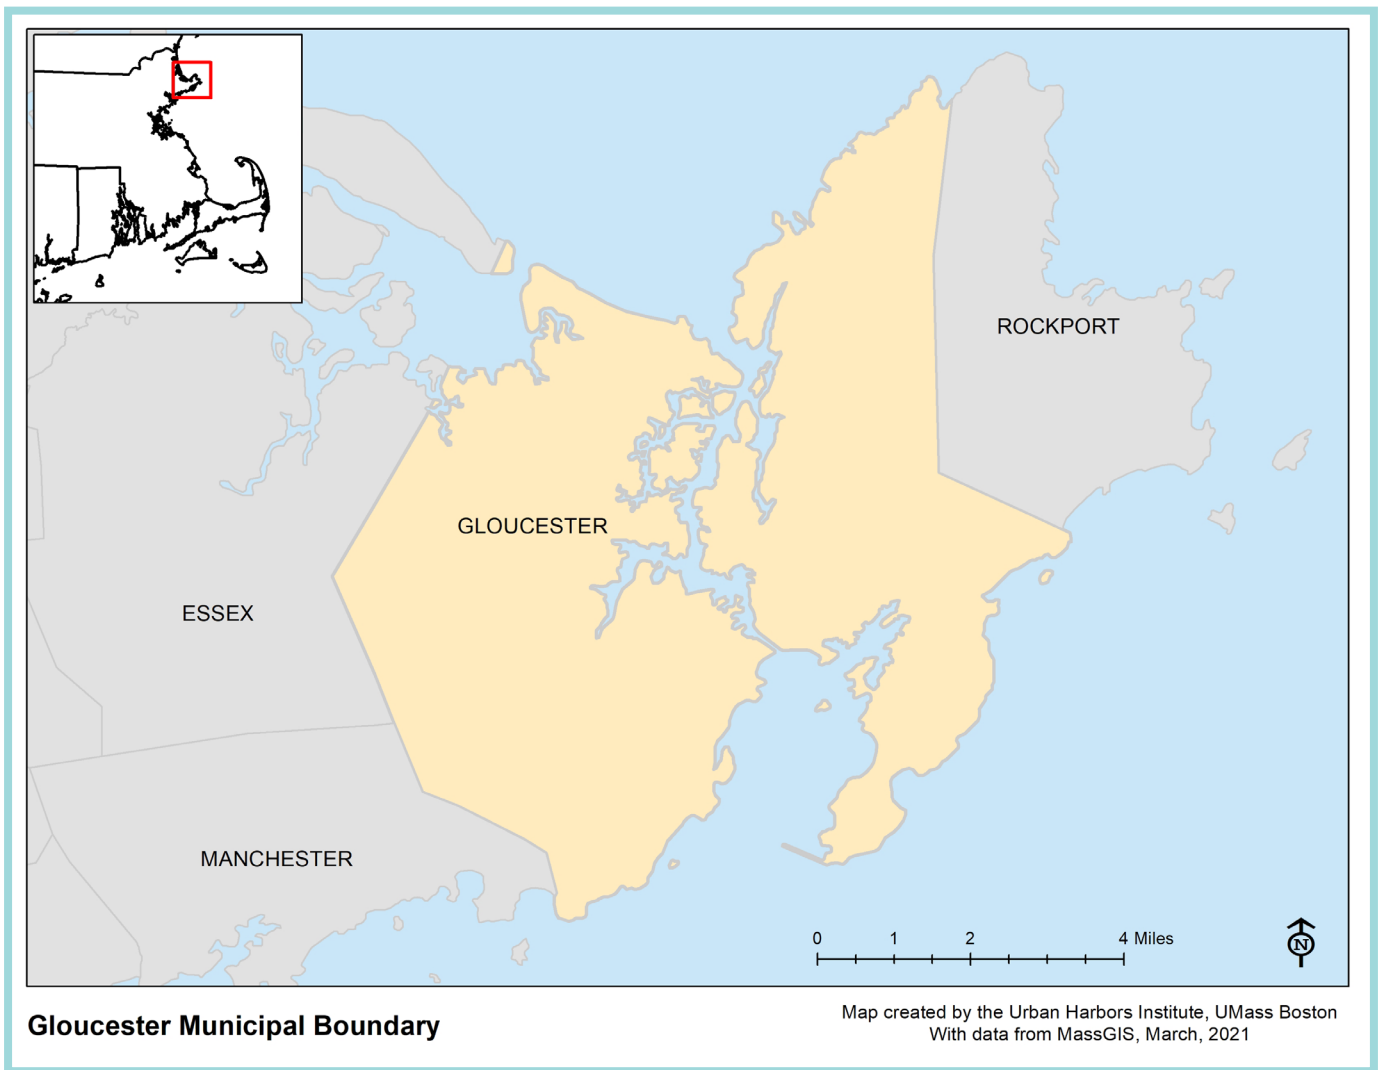 ROCKPORT
GLOUCESTER
ESSEX
MANCHESTER
0 1 2 4 Miles
N
Gloucester Municipal Boundary
Map created by the Urban Harbors Institute, UMass Boston
With data from MassGIS, March, 2021